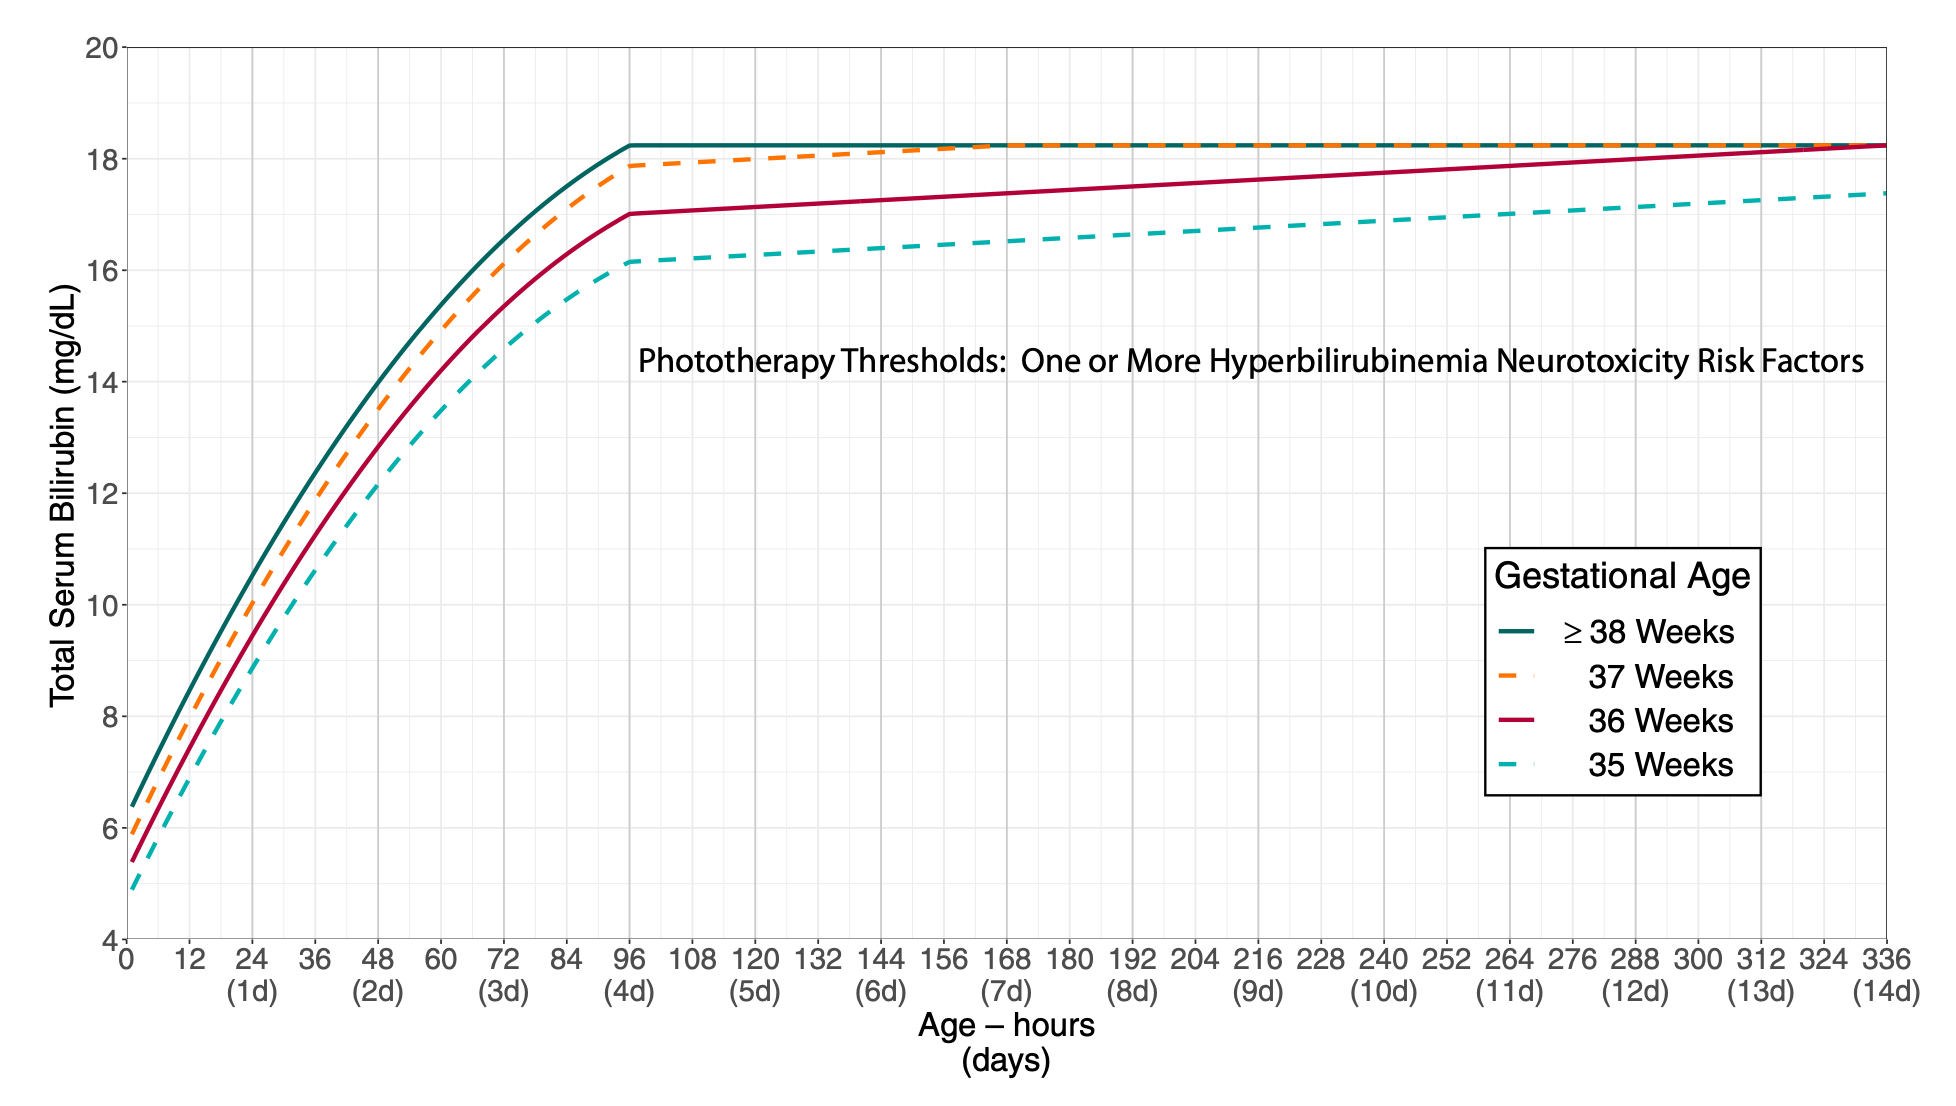 20
18
16
14
12
10
8
6
4
Total Serum Bilirubin (mg/dL)
Phototherapy Thresholds: One or More Hyperbilirubinemia Neurotoxicity Risk Factors
Gestational Age
≥ 38 Weeks
37 Weeks
36 Weeks
35 Weeks
0 12 24 36 48 60 72 84 96 108 120 132 144 156 168 180 192 204 216 228 240 252 264 276 288 300 312 324 336
(1d) (2d) (3d) (4d) (5d) (6d) (7d) (8d) (9d) (10d) (11d) (12d) (13d) (14d)
Age – hours
(days)